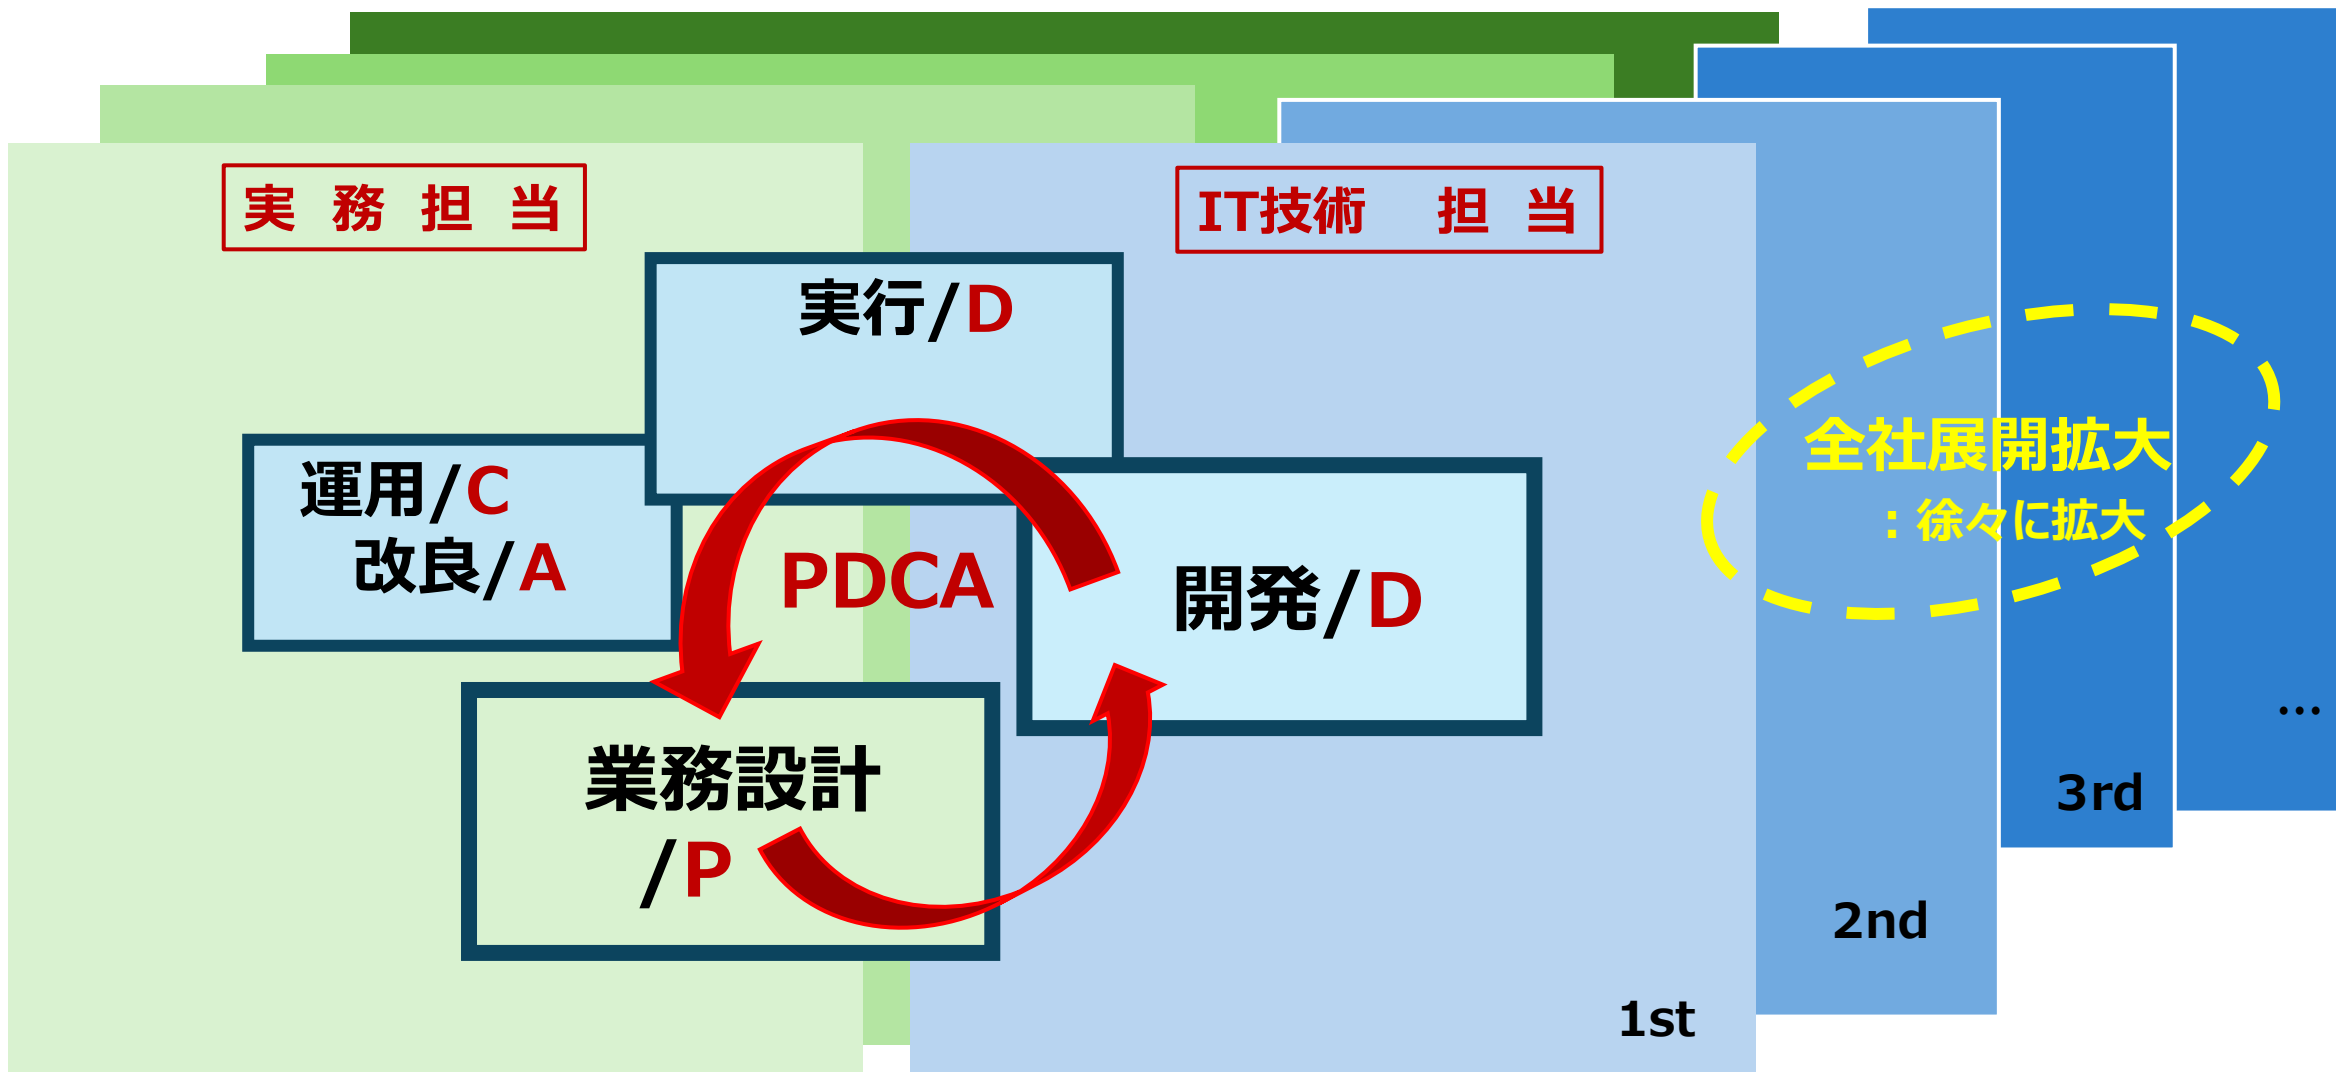 実 務 担 当
IT技術 担 当
実行/D
運用/C
改良/A
PDCA
開発/D
業務設計
/P
全社展開拡大
：徐々に拡大
1st
2nd
3rd
…